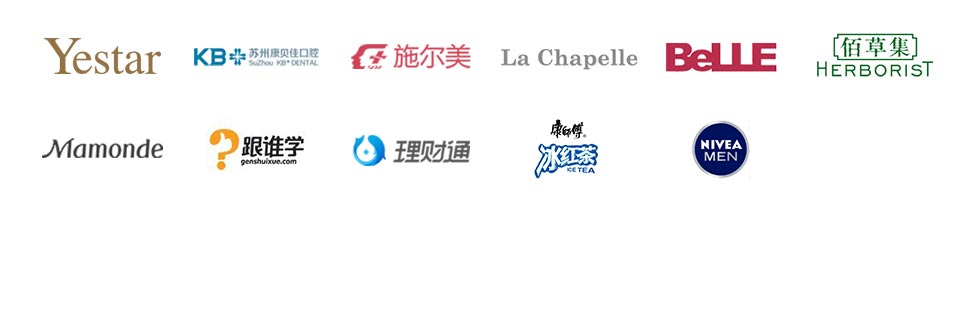 Yestar
KB 苏州康贝佳口腔
SuZhou KB+ DENTAL
施尔美
La Chapelle
BeLLE
佰草集
HERBORIST
Mamonde
跟谁学
genshuixue.com
理财通
康师傅
冰红茶
ICE TEA
NIVEA
MEN